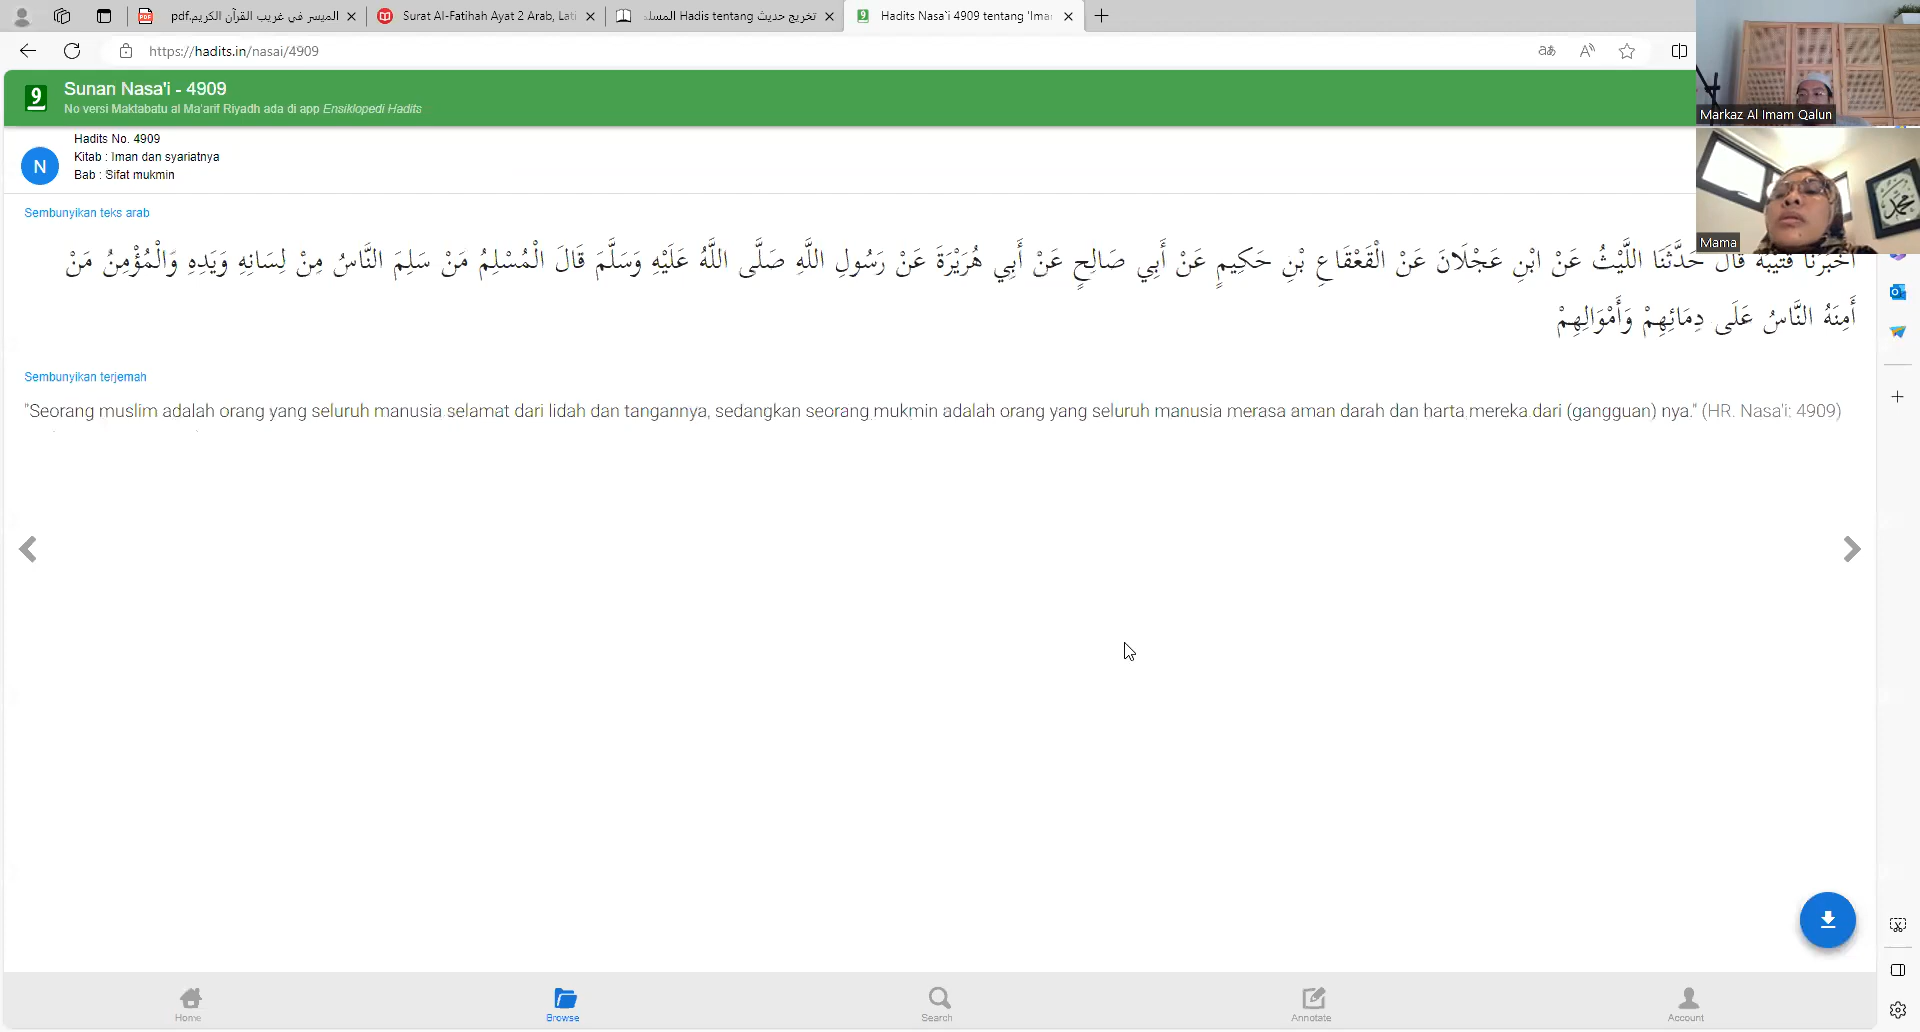 الميسر في غريب القرآن الكريم.pdf
Surat Al-Fatihah Ayat 2 Arab, Lati
تخريج حديث Hadis tentang المسل
Hadits Nasa`i 4909 tentang 'Imar
https://hadits.in/nasai/4909
9
Sunan Nasa'i - 4909
No versi Maktabatu al Ma'arif Riyadh ada di app Ensiklopedi Hadits
Markaz Al Imam Qalun
N
Hadits No. 4909
Kitab : Iman dan syariatnya
Bab : Sifat mukmin
محمد
Mama
Sembunyikan teks arab
أَخْبَرَنَا قُتَيْبَةُ قَالَ حَدَّثَنَا اللَّيْثُ عَنْ ابْنِ عَجْلَانَ عَنْ الْقَعْقَاعِ بْنِ حَكِيمٍ عَنْ أَبِي صَالِحٍ عَنْ أَبِي هُرَيْرَةَ عَنْ رَسُولِ اللَّهِ صَلَّى اللَّهُ عَلَيْهِ وَسَلَّمَ قَالَ الْمُسْلِمُ مَنْ سَلِمَ النَّاسُ مِنْ لِسَانِهِ وَيَدِهِ وَالْمُؤْمِنُ مَنْ
أَمِنَهُ النَّاسُ عَلَى دِمَائِهِمْ وَأَمْوَالِهِمْ
Sembunyikan terjemah
"Seorang muslim adalah orang yang seluruh manusia selamat dari lidah dan tangannya, sedangkan seorang mukmin adalah orang yang seluruh manusia merasa aman darah dan harta mereka dari (gangguan) nya." (HR. Nasa'i: 4909)
Home
Browse
Search
Annotate
Account